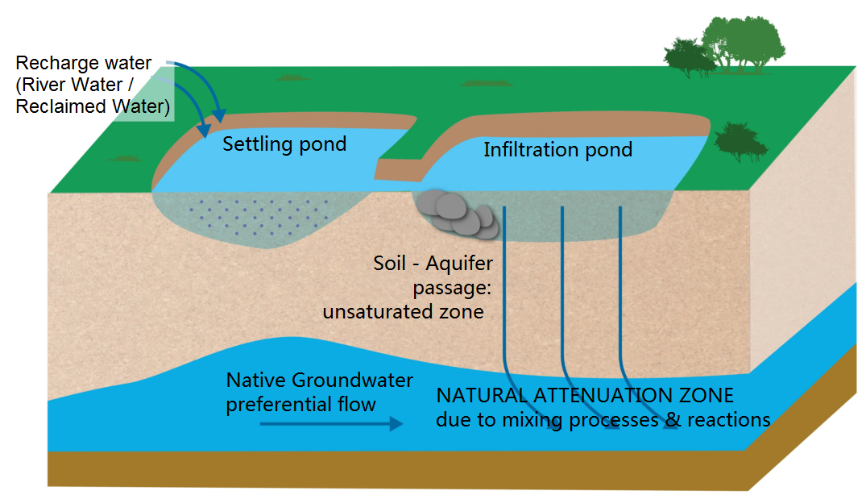 Recharge water
(River Water /
Reclaimed Water)
Settling pond
Infiltration pond
Soil - Aquifer
passage:
unsaturated zone
Native Groundwater
preferential flow
NATURAL ATTENUATION ZONE
due to mixing processes & reactions